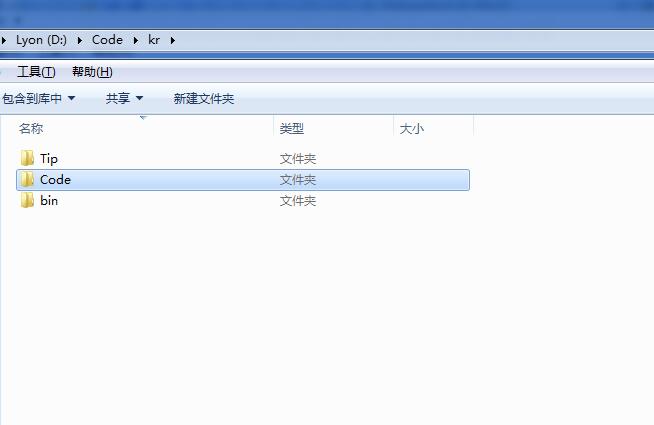 Lyon (D:) Code kr
工具(T) 帮助(H)
包含到库中 共享 新建文件夹
名称 类型 大小
Tip 文件夹
Code 文件夹
bin 文件夹